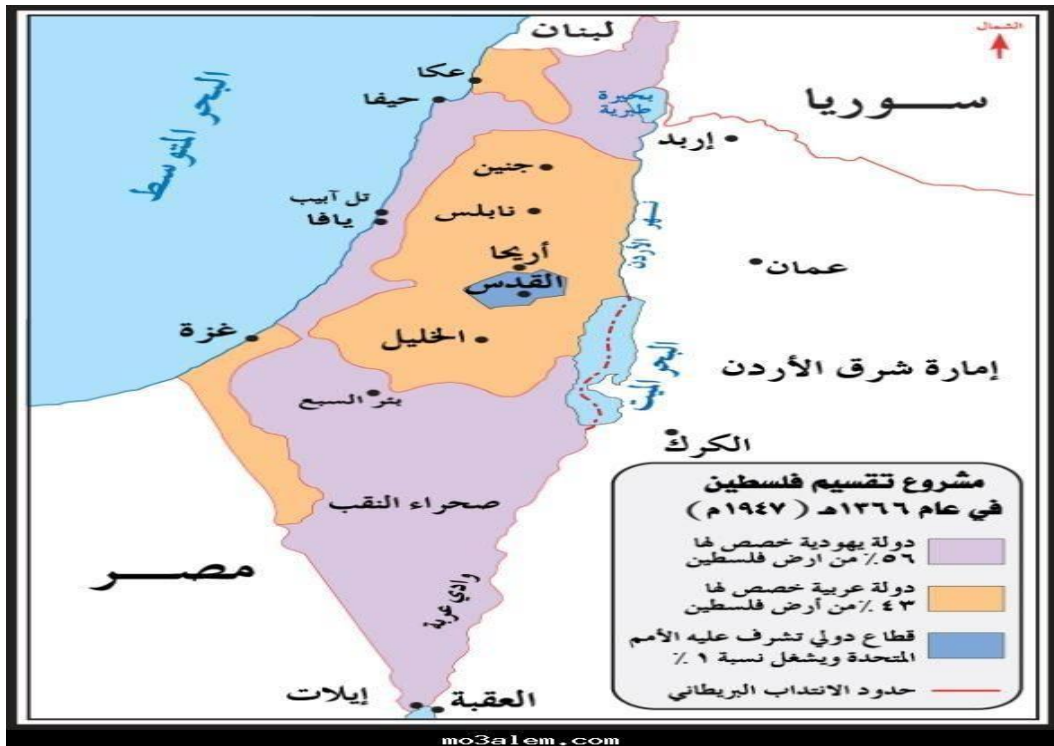 لبنان
الشمال
عكا
سـوريا
البحر المتوسط
حيفا
بحيرة
طبرية
إربد
جنين
تل آبيب
يافا
نابلس
نهر الأردن
أريحا
عمان
القدس
غزة
الخليل
البحر الميت
إمارة شرق الأردن
بئر السبع
الكرك
صحراء النقب
مصـر
وادي عربة
إيلات
العقبة
مشروع تقسيم فلسطين
في عام ١٣٦٦هـ ( ١٩٤٧م )
دولة يهودية خصص لها
٥٦٪ من ارض فلسطين
دولة عربية خصص لها
٤٣ ٪ من أرض فلسطين
قطاع دولي تشرف عليه الأمم
المتحدة ويشغل نسبة ١ ٪
حدود الانتداب البريطاني
mo3alem.com